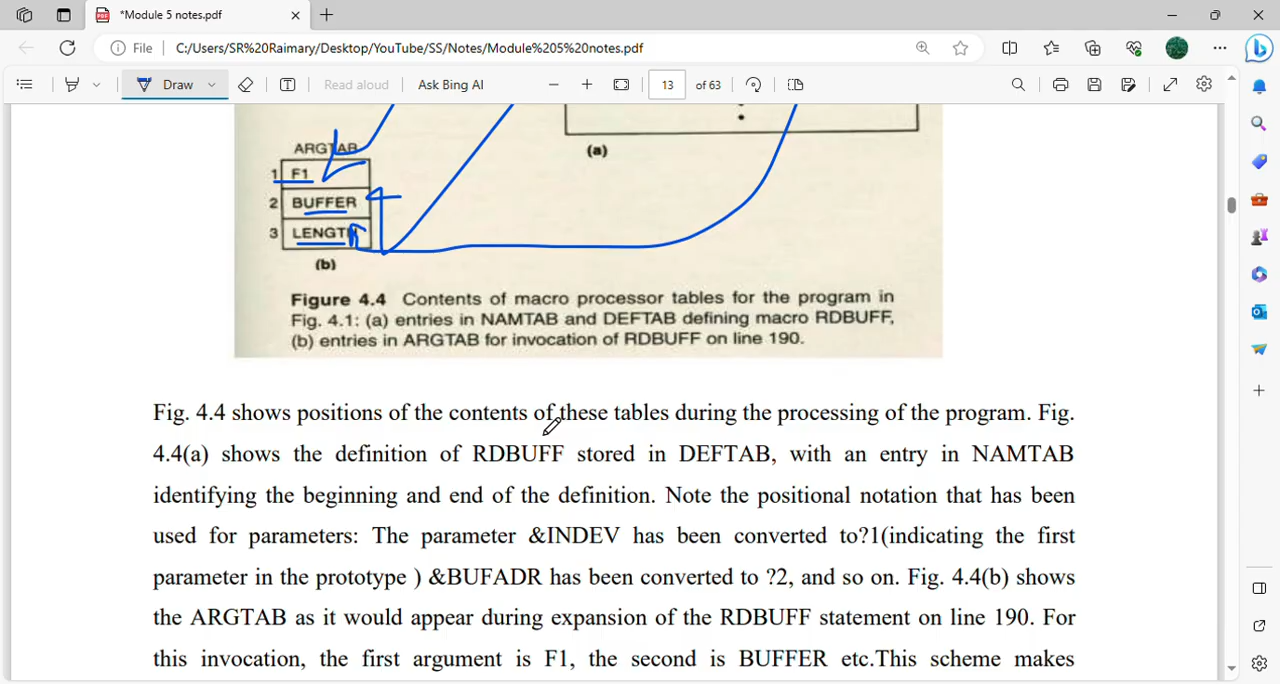 *Module 5 notes.pdf
File
C:/Users/SR%20Raimary/Desktop/YouTube/SS/Notes/Module%205%20notes.pdf
Draw
Read aloud
Ask Bing AI
13 of 63
ARGTAB
(a)
1 F1
2 BUFFER
3 LENGTH
(b)
Figure 4.4 Contents of macro processor tables for the program in
Fig. 4.1: (a) entries in NAMTAB and DEFTAB defining macro RDBUFF,
(b) entries in ARGTAB for invocation of RDBUFF on line 190.
Fig. 4.4 shows positions of the contents of these tables during the processing of the program. Fig.
4.4(a) shows the definition of RDBUFF stored in DEFTAB, with an entry in NAMTAB
identifying the beginning and end of the definition. Note the positional notation that has been
used for parameters: The parameter &INDEV has been converted to?1(indicating the first
parameter in the prototype ) &BUFADR has been converted to ?2, and so on. Fig. 4.4(b) shows
the ARGTAB as it would appear during expansion of the RDBUFF statement on line 190. For
this invocation, the first argument is F1, the second is BUFFER etc.This scheme makes